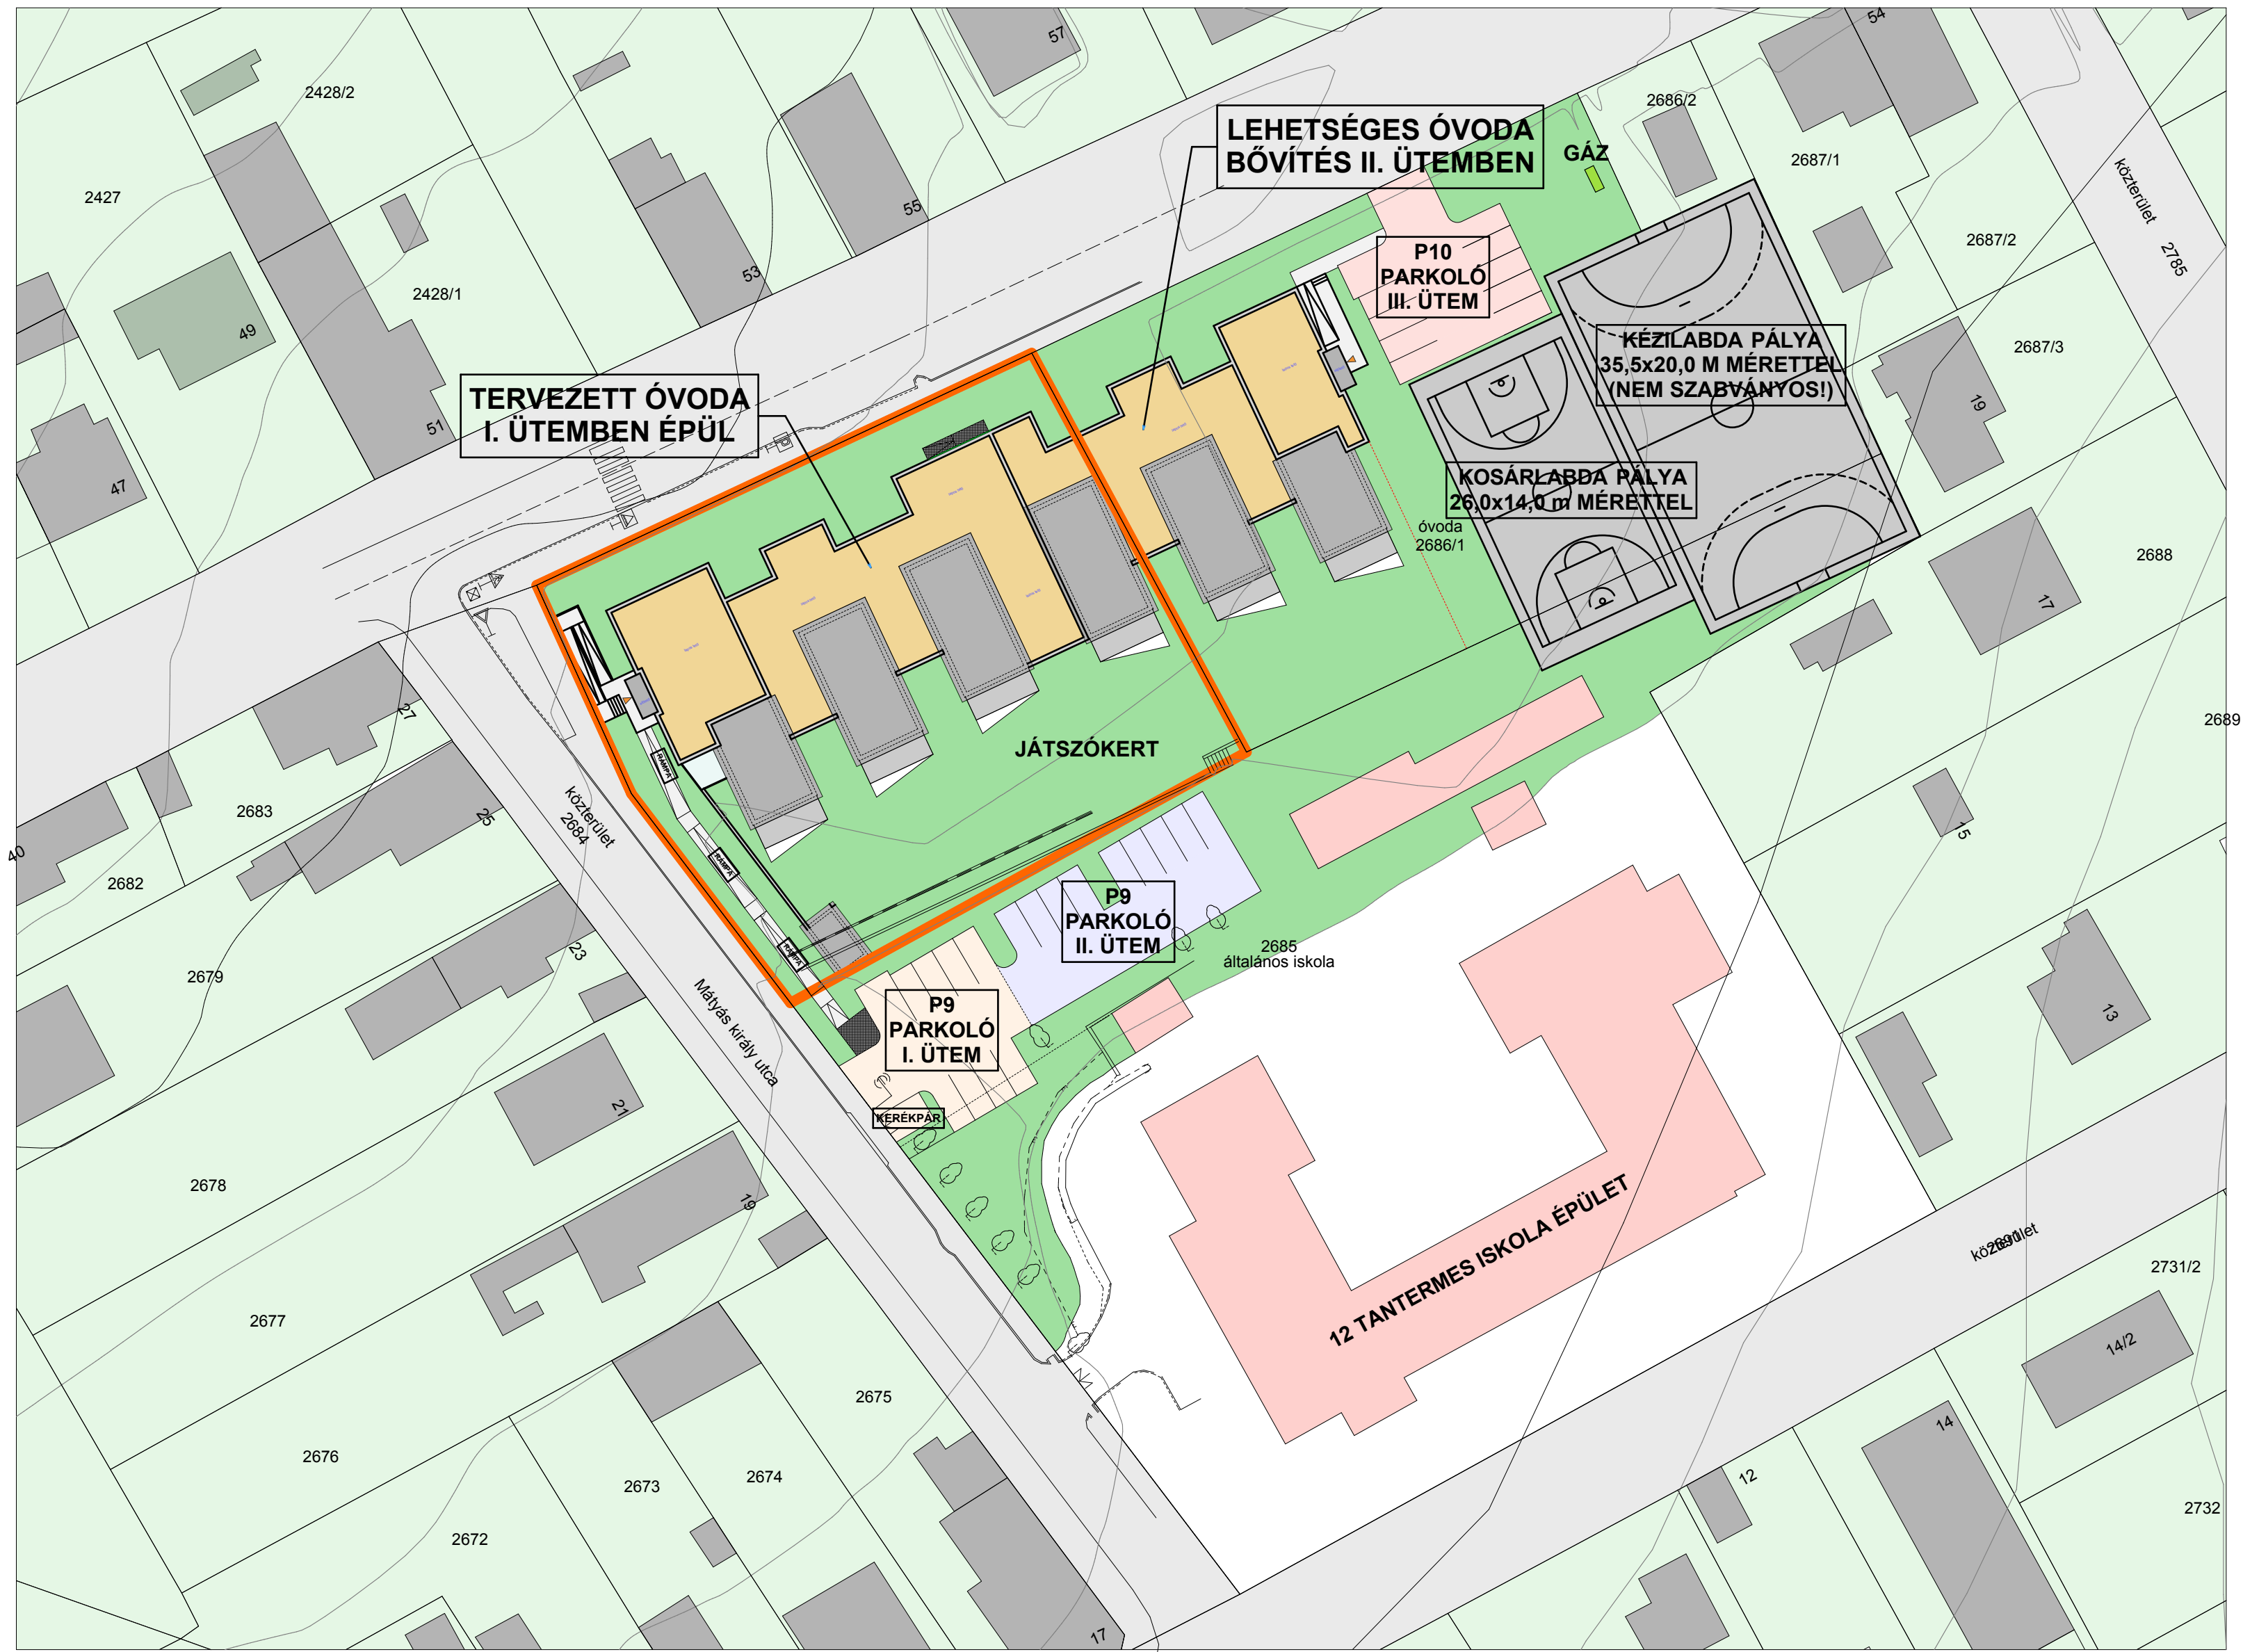 54
57
2428/2
2686/2
LEHETSÉGES ÓVODA
BŐVÍTÉS II. ÜTEMBEN
GÁZ
2687/1
közterület
2785
2427
55
2687/2
P10
PARKOLÓ
III. ÜTEM
53
2428/1
49
KÉZILABDA PÁLYA
35,5x20,0 M MÉRETTEL
(NEM SZABVÁNYOS!)
2687/3
19
TERVEZETT ÓVODA
I. ÜTEMBEN ÉPÜL
51
47
KOSÁRLABDA PÁLYA
26,0x14,0 m MÉRETTEL
óvoda
2686/1
2688
17
27
2689
JÁTSZÓKERT
RÁMPA
2683
25
közterület
2684
40
2682
RÁMPA
15
P9
PARKOLÓ
II. ÜTEM
2679
23
RÁMPA
2685
általános iskola
P9
PARKOLÓ
I. ÜTEM
Mátyás király utca
13
21
KERÉKPÁR
2678
19
12 TANTERMES ISKOLA ÉPÜLET
közterület
2691
2731/2
2677
14/2
2675
14
2676
2674
2673
12
2732
2672
17